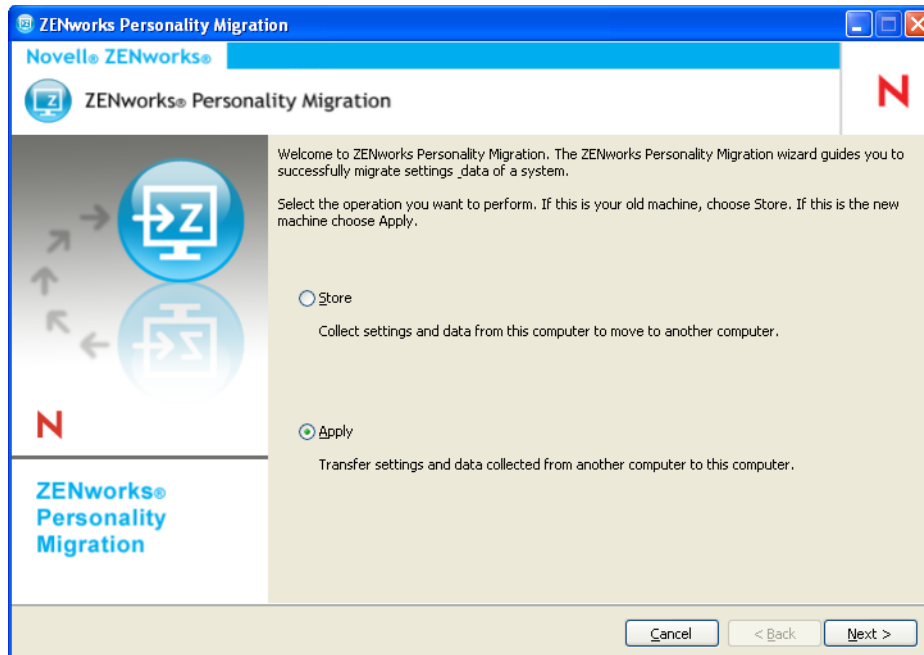 ZENworks Personality Migration
Novell® ZENworks®
ZENworks® Personality Migration
N
Welcome to ZENworks Personality Migration. The ZENworks Personality Migration wizard guides you to
successfully migrate settings _data of a system.
Select the operation you want to perform. If this is your old machine, choose Store. If this is the new
machine choose Apply.
Store
Collect settings and data from this computer to move to another computer.
Apply
Transfer settings and data collected from another computer to this computer.
N
ZENworks®
Personality
Migration
Cancel
< Back
Next >